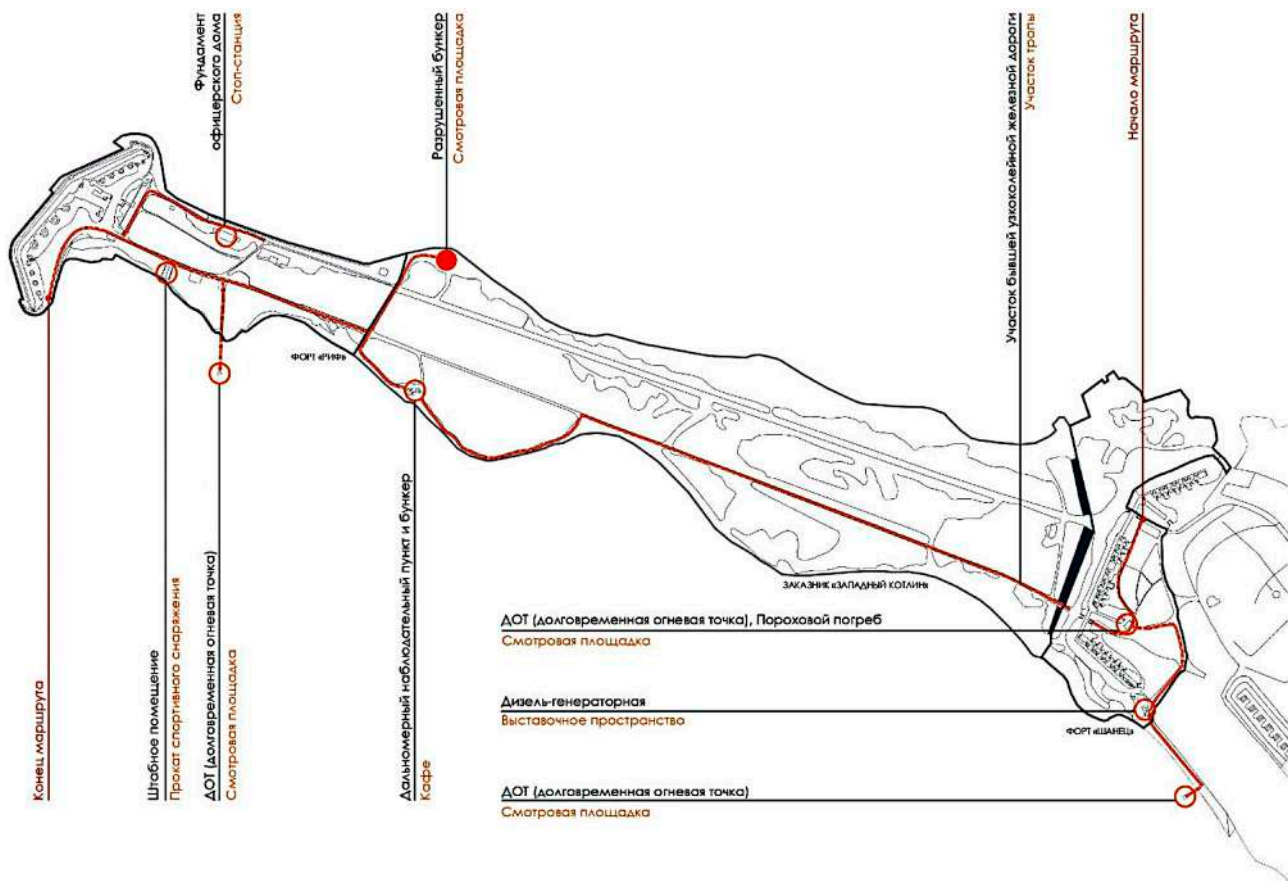 Фундамент
офицерского дома
Стоп-станция
Разрушенный бункер
Смотровая площадка
Участок бывшей узкоколейной железной дороги
Участок тропы
Начало маршрута
ФОРТ «РИФ»
ЗАКАЗНИК «ЗАПАДНЫЙ КОТЛИН»
ДОТ (долговременная огневая точка), Пороховой погреб
Смотровая площадка
Дизель-генераторная
Выставочное пространство
ФОРТ «ШАНЕЦ»
ДОТ (долговременная огневая точка)
Смотровая площадка
Конец маршрута
Штабное помещение
Прокат спортивного снаряжения
ДОТ (долговременная огневая точка)
Смотровая площадка
Дальномерный наблюдательный пункт и бункер
Кафе